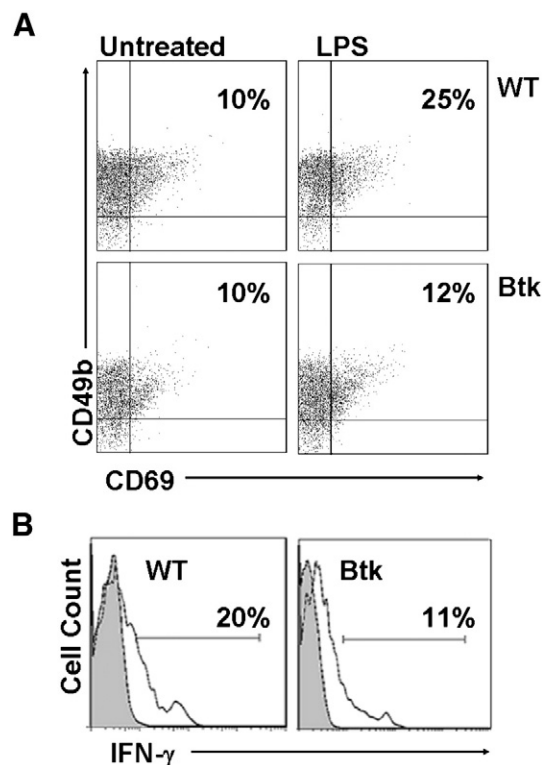 A
Untreated LPS
10% 25% WT
10% 12% Btk
CD49b
CD69
B
WT Btk
20% 11%
Cell Count
IFN-γ